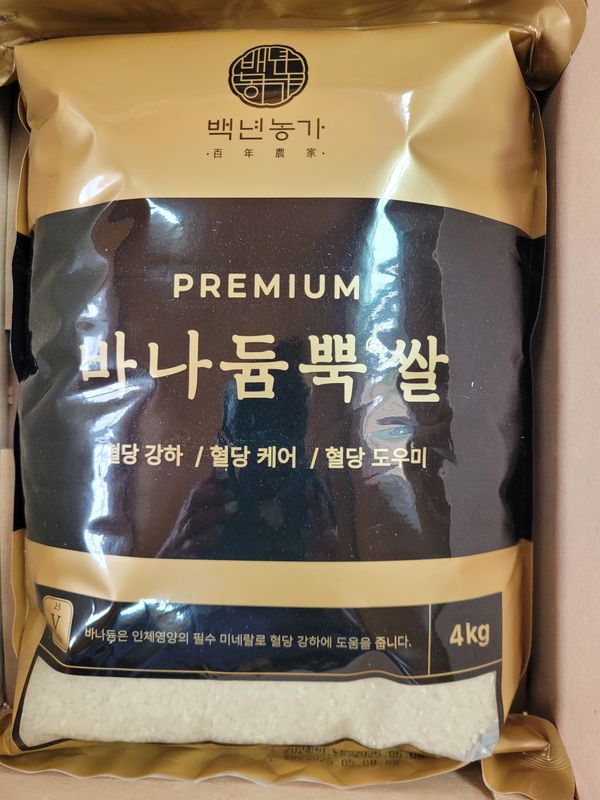 백년
농가
백년농가
·百年農家·
PREMIUM
바나듐뿍쌀
혈당 강하 / 혈당 케어 / 혈당 도우미
23
V
바나듐은 인체영양의 필수 미네랄로 혈당 강하에 도움을 줍니다.
4kg